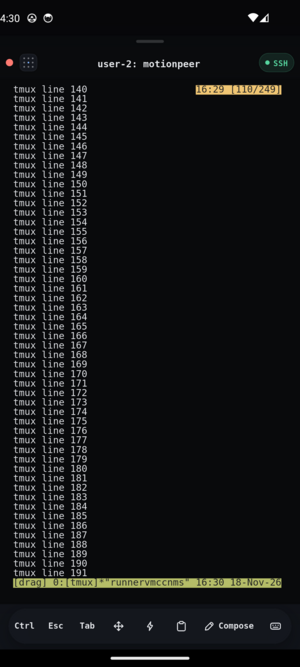 4:30
user-2: motionpeer
SSH
tmux line 140 16:29 [110/249]
tmux line 141
tmux line 142
tmux line 143
tmux line 144
tmux line 145
tmux line 146
tmux line 147
tmux line 148
tmux line 149
tmux line 150
tmux line 151
tmux line 152
tmux line 153
tmux line 154
tmux line 155
tmux line 156
tmux line 157
tmux line 158
tmux line 159
tmux line 160
tmux line 161
tmux line 162
tmux line 163
tmux line 164
tmux line 165
tmux line 166
tmux line 167
tmux line 168
tmux line 169
tmux line 170
tmux line 171
tmux line 172
tmux line 173
tmux line 174
tmux line 175
tmux line 176
tmux line 177
tmux line 178
tmux line 179
tmux line 180
tmux line 181
tmux line 182
tmux line 183
tmux line 184
tmux line 185
tmux line 186
tmux line 187
tmux line 188
tmux line 189
tmux line 190
tmux line 191
[drag] 0:[tmux]*"runnervmccnms" 16:30 18-Nov-26
Ctrl Esc Tab Compose